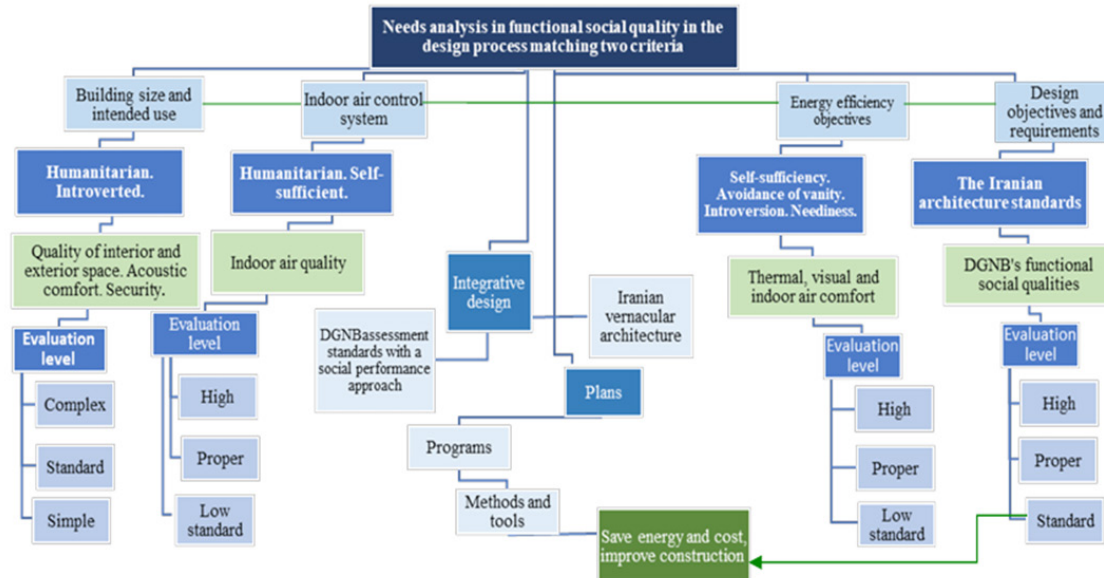 Needs analysis in functional social quality in the
design process matching two criteria
Building size and
intended use
Indoor air control
system
Energy efficiency
objectives
Design
objectives and
requirements
Humanitarian.
Introverted.
Humanitarian. Self-
sufficient.
Self-sufficiency.
Avoidance of vanity.
Introversion. Neediness.
The Iranian
architecture standards
Quality of interior and
exterior space. Acoustic
comfort. Security.
Indoor air quality
Integrative
design
Iranian
vernacular
architecture
DGNBassessment
standards with a
social performance
approach
Thermal, visual and
indoor air comfort
DGNB's functional
social qualities
Evaluation
level
Complex
Standard
Simple
Evaluation
level
High
Proper
Low
standard
Plans
Programs
Methods and
tools
Save energy and cost,
improve construction
Evaluation
level
High
Proper
Low
standard
Evaluation
level
High
Proper
Standard